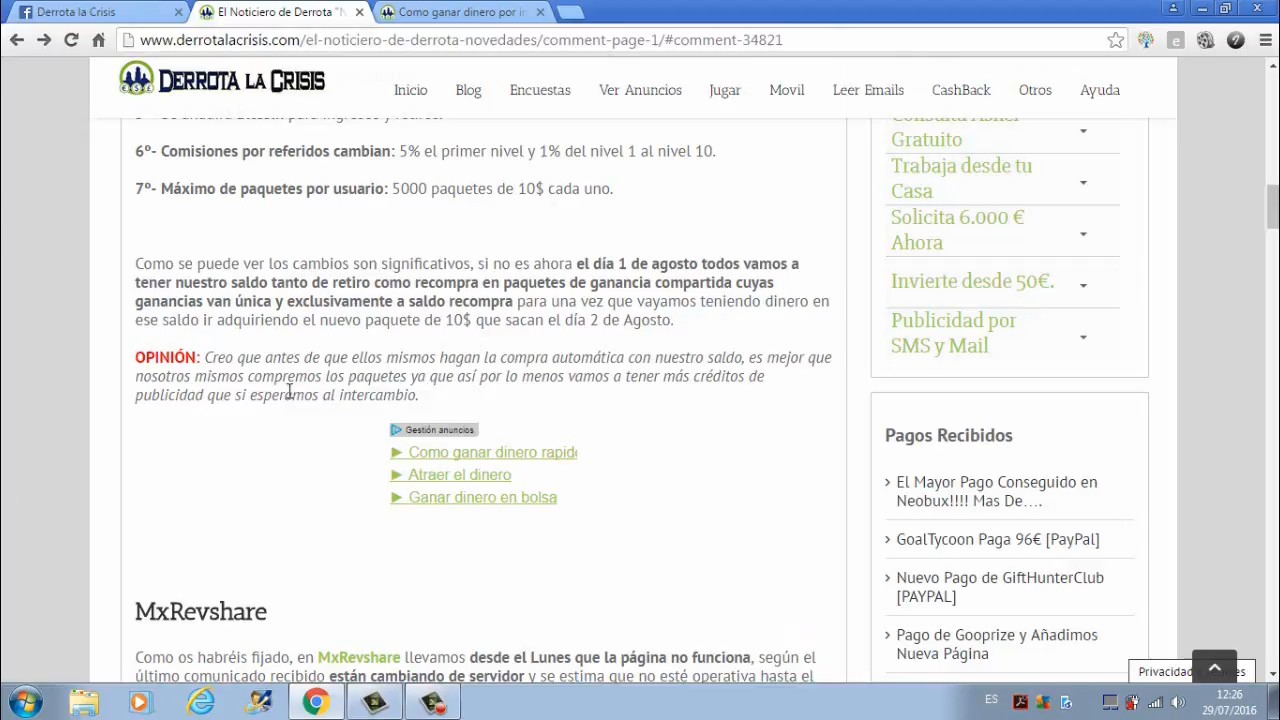 Derrota la Crisis
El Noticiero de Derrota "N
Como ganar dinero por in
www.derrotalacrisis.com/el-noticiero-de-derrota-novedades/comment-page-1/#comment-34821
DERROTA LA CRISIS
Inicio Blog Encuestas Ver Anuncios Jugar Movil Leer Emails CashBack Otros Ayuda
6º- Comisiones por referidos cambian: 5% el primer nivel y 1% del nivel 1 al nivel 10.
7º- Máximo de paquetes por usuario: 5000 paquetes de 10$ cada uno.
Como se puede ver los cambios son significativos, si no es ahora el día 1 de agosto todos vamos a
tener nuestro saldo tanto de retiro como recompra en paquetes de ganancia compartida cuyas
ganancias van única y exclusivamente a saldo recompra para una vez que vayamos teniendo dinero en
ese saldo ir adquiriendo el nuevo paquete de 10$ que sacan el día 2 de Agosto.
OPINIÓN: Creo que antes de que ellos mismos hagan la compra automática con nuestro saldo, es mejor que
nosotros mismos compremos los paquetes ya que así por lo menos vamos a tener más créditos de
publicidad que si esperamos al intercambio.
Gestión anuncios
► Como ganar dinero rapido
► Atraer el dinero
► Ganar dinero en bolsa
MxRevshare
Como os habréis fijado, en MxRevshare llevamos desde el Lunes que la página no funciona, según el
último comunicado recibido están cambiando de servidor y se estima que no esté operativa hasta el
Gratuito
Trabaja desde tu
Casa
Solicita 6.000 €
Ahora
Invierte desde 50€.
Publicidad por
SMS y Mail
Pagos Recibidos
El Mayor Pago Conseguido en
Neobux!!!! Mas De….
GoalTycoon Paga 96€ [PayPal]
Nuevo Pago de GiftHunterClub
[PAYPAL]
Pago de Gooprize y Añadimos
Nueva Página
Privacidad y Cookies
ES
12:26
29/07/2016